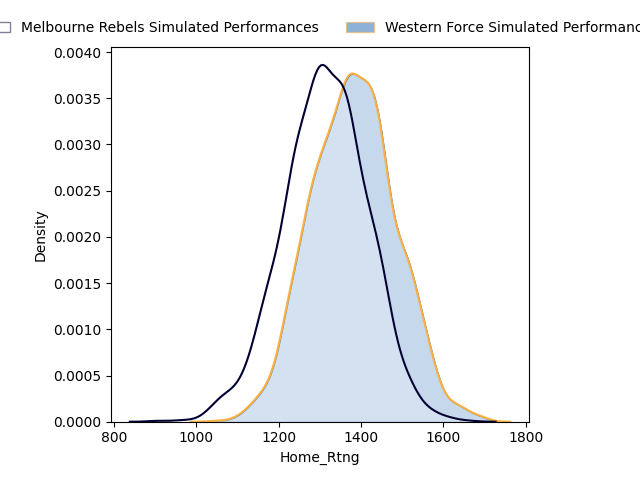 Melbourne Rebels Simulated Performances
Western Force Simulated Performanc
0.0040
0.0035
0.0030
0.0025
0.0020
0.0015
0.0010
0.0005
0.0000
Density
800 1000 1200 1400 1600 1800
Home_Rtng